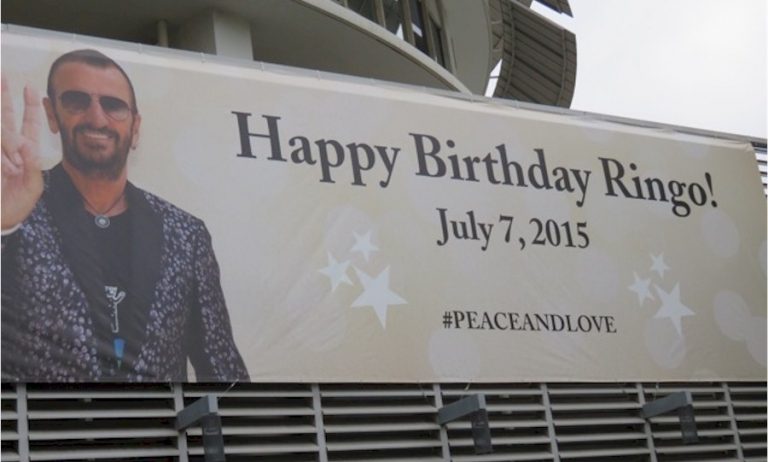 Happy Birthday Ringo!
July 7, 2015
#PEACEANDLOVE